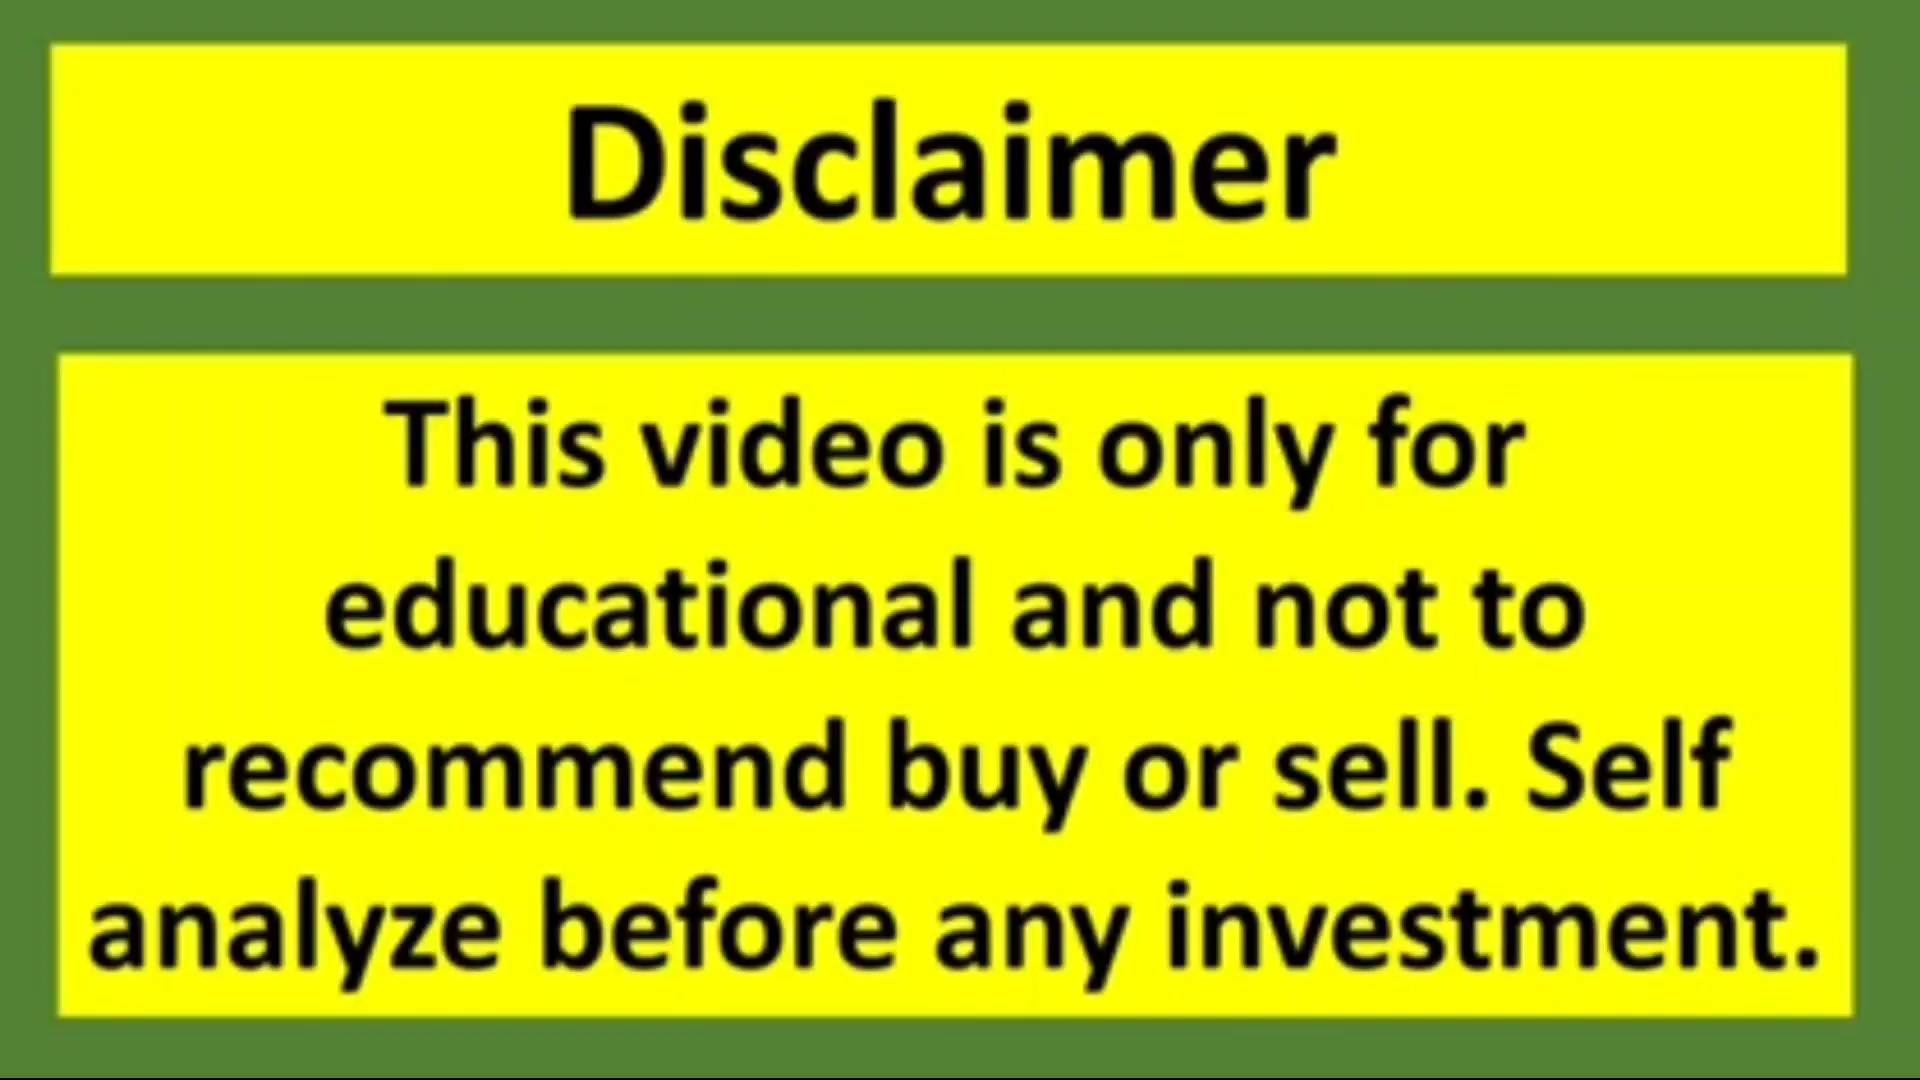 Disclaimer
This video is only for
educational and not to
recommend buy or sell. Self
analyze before any investment.